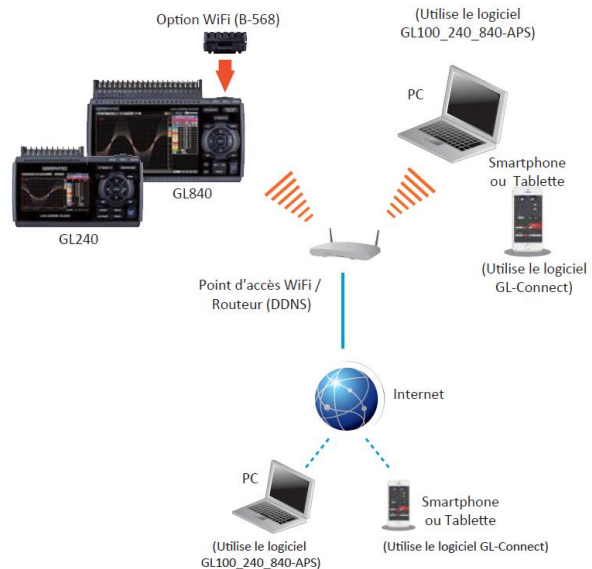 Option WiFi (B-568)
(Utilise le logiciel
GL100_240_840-APS)
PC
GRAPHTEC
GL840
GL240
Smartphone
ou Tablette
(Utilise le logiciel
GL-Connect)
Point d'accès WiFi /
Routeur (DDNS)
Internet
PC
(Utilise le logiciel
GL100_240_840-APS)
Smartphone
ou Tablette
(Utilise le logiciel GL-Connect)